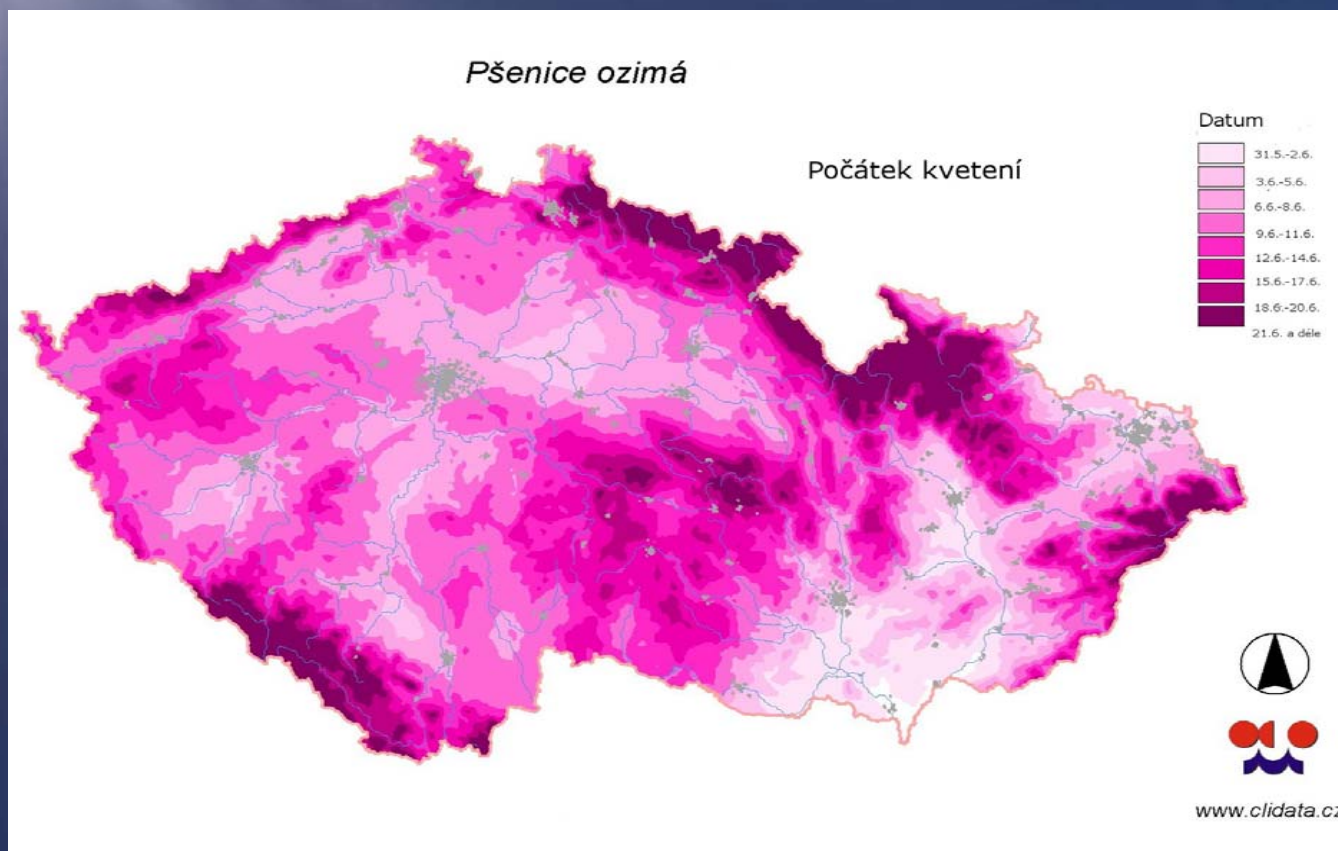 Pšenice ozimá
Počátek kvetení
Datum
31.5.-2.6.
3.6.-5.6.
6.6.-8.6.
9.6.-11.6.
12.6.-14.6.
15.6.-17.6.
18.6.-20.6.
21.6. a déle
www.clidata.cz